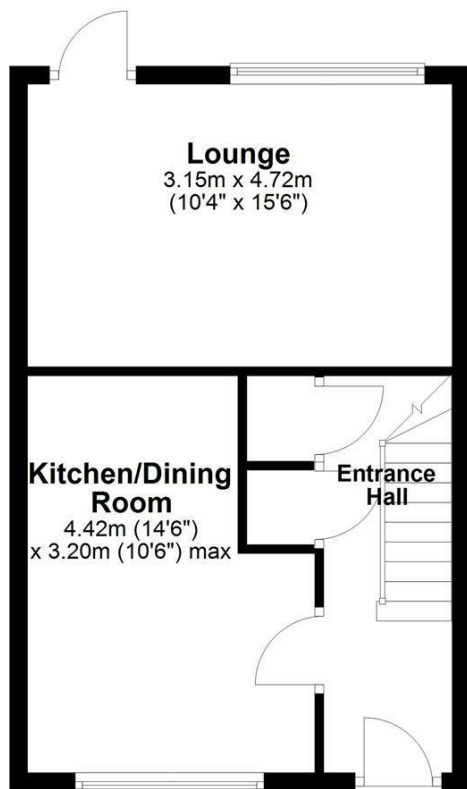 Lounge
3.15m x 4.72m
(10'4" x 15'6")
Kitchen/Dining
Room
4.42m (14'6")
x 3.20m (10'6") max
Entrance
Hall